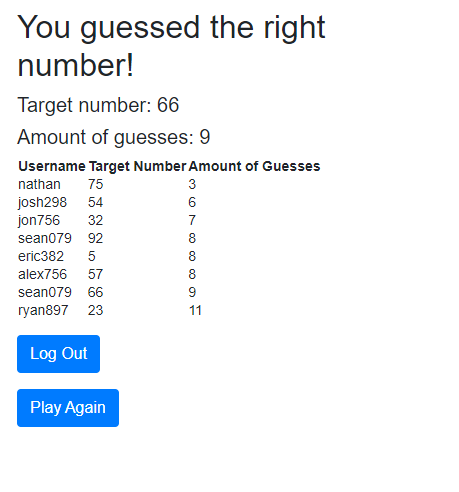 You guessed the right
number!
Target number: 66
Amount of guesses: 9
Username Target Number Amount of Guesses
nathan 75 3
josh298 54 6
jon756 32 7
sean079 92 8
eric382 5 8
alex756 57 8
sean079 66 9
ryan897 23 11
Log Out
Play Again